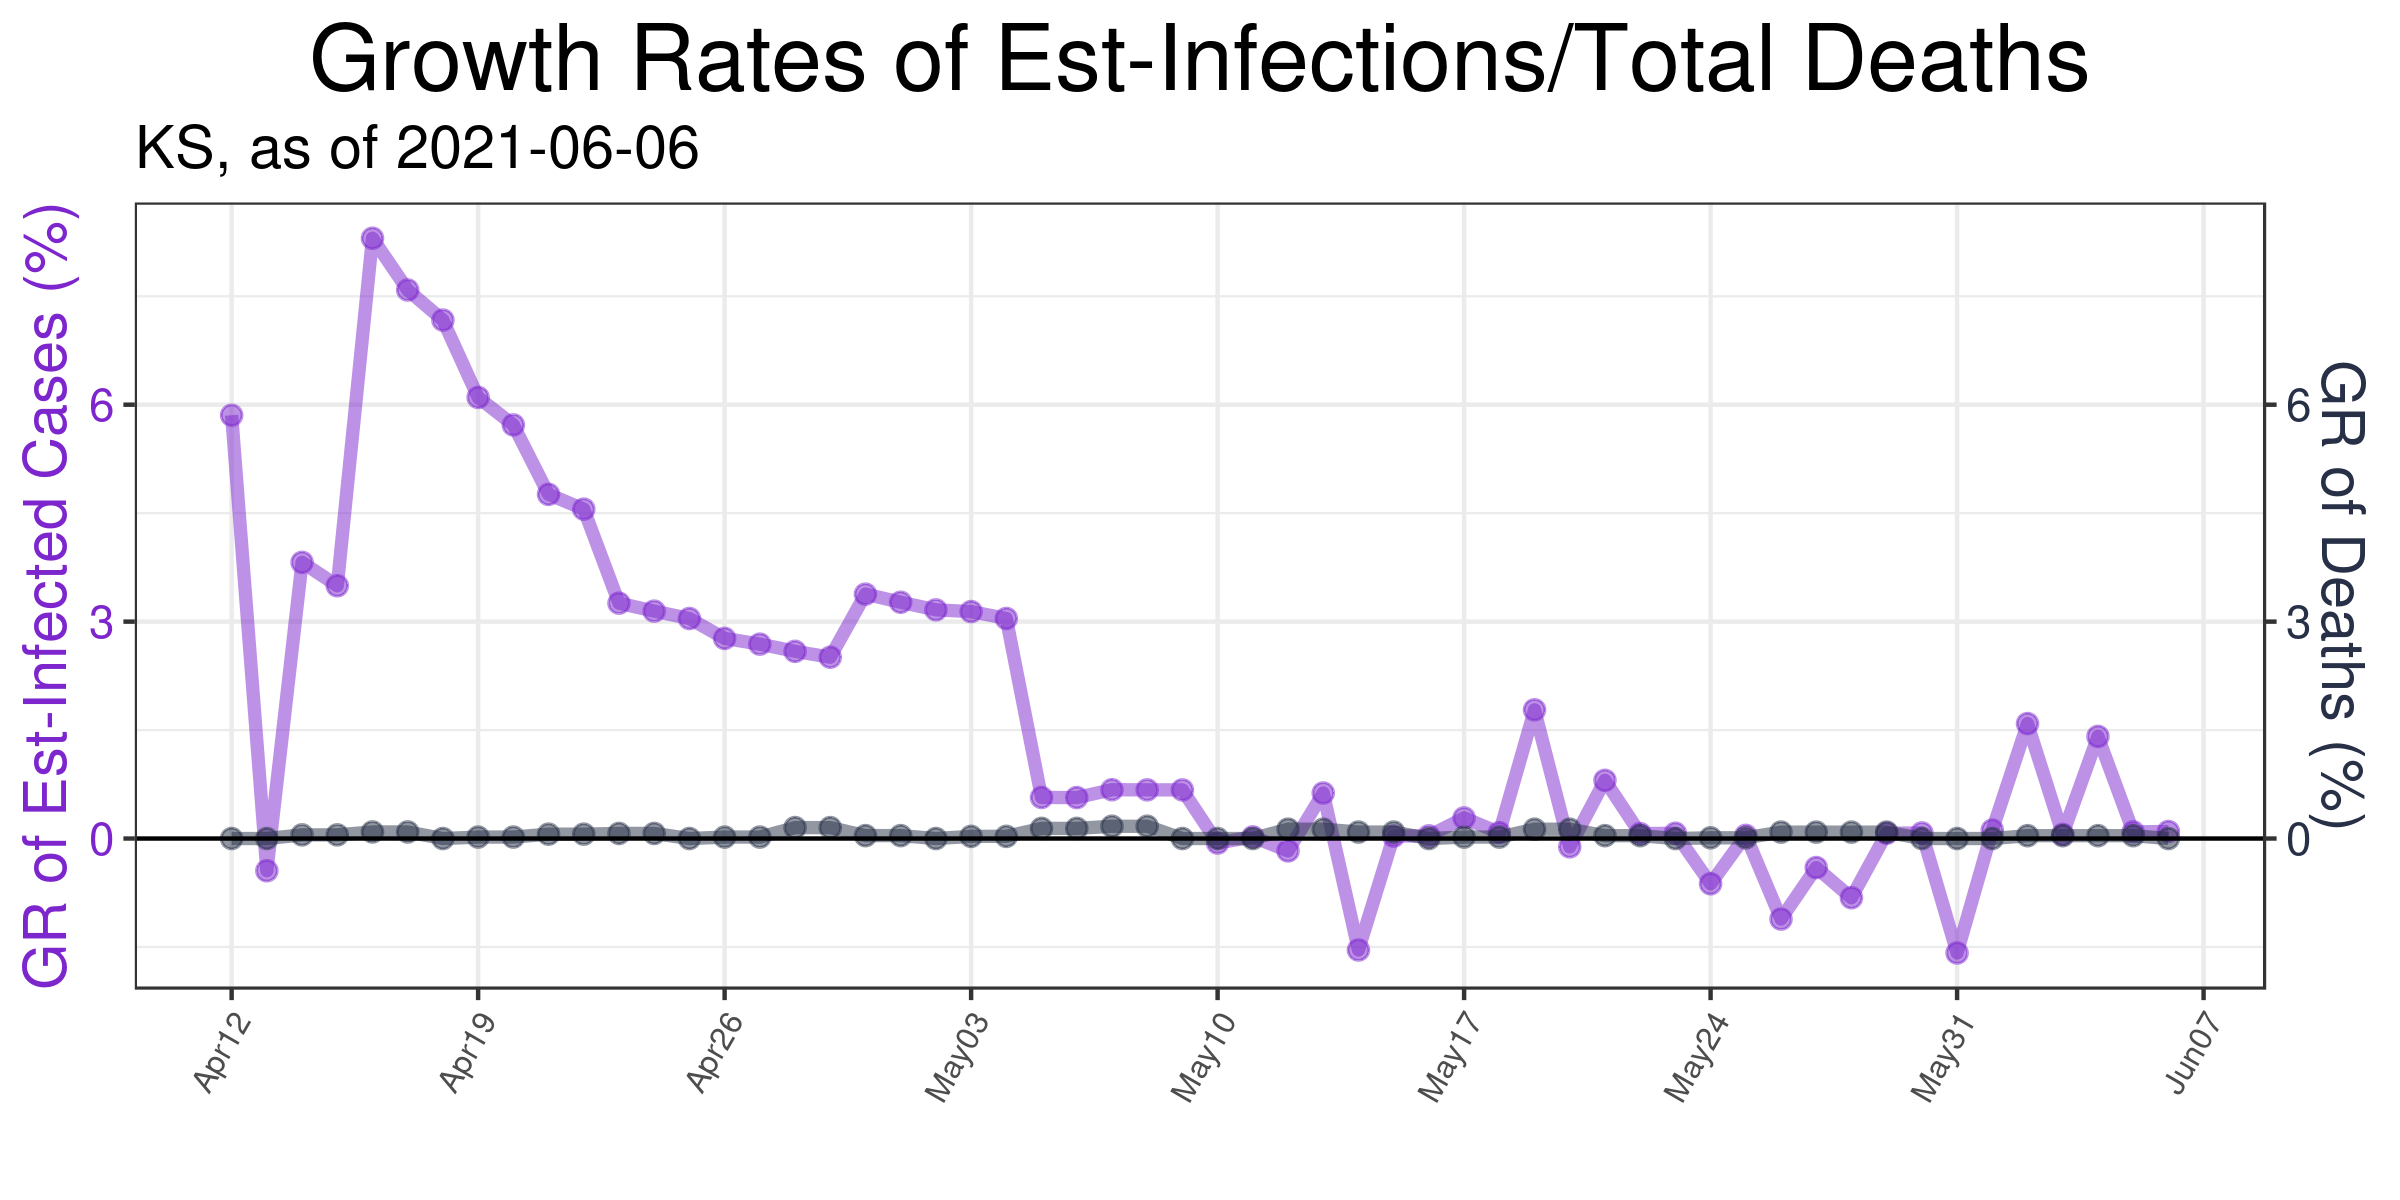 Growth Rates of Est-Infections/Total Deaths
KS, as of 2021-06-06
GR of Est-Infected Cases (%)
6
3
0
6
3
0
GR of Deaths (%)
Apr12
Apr19
Apr26
May03
May10
May17
May24
May31
Jun07